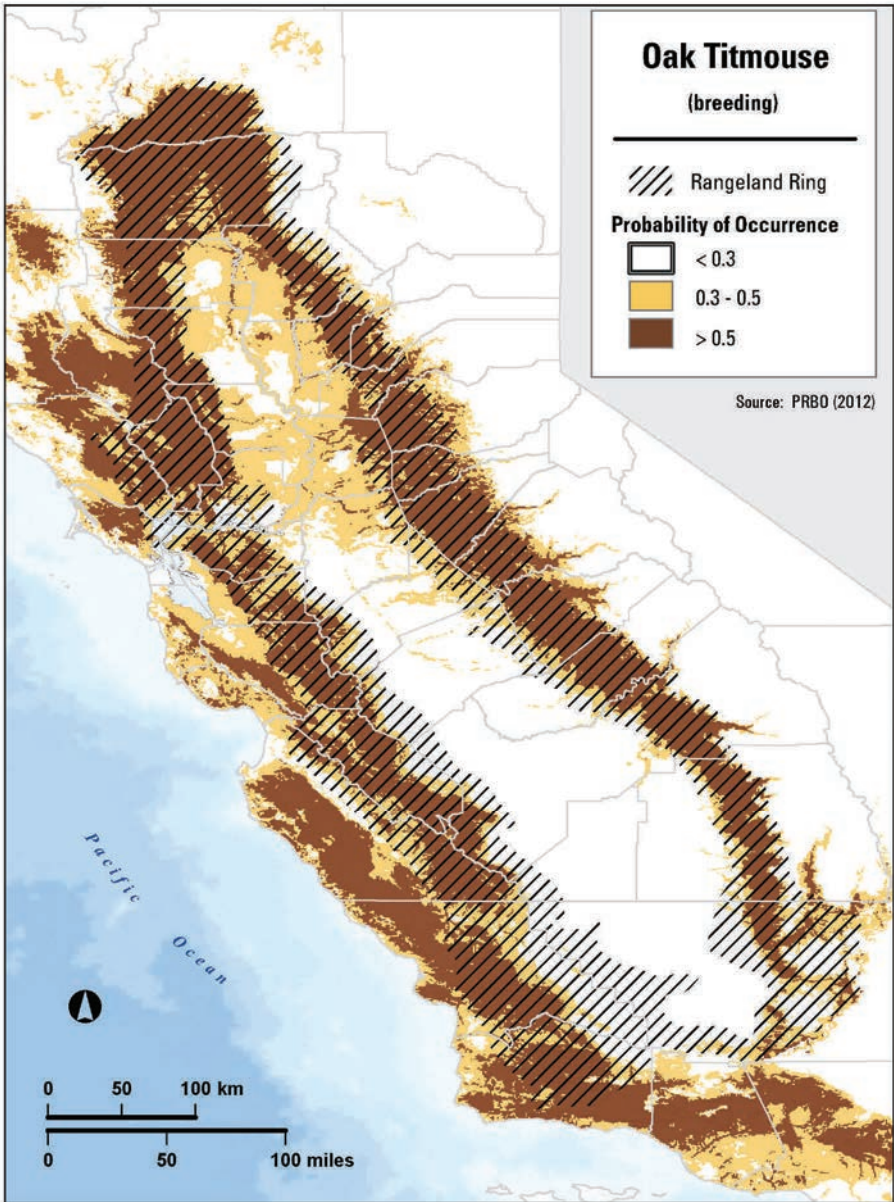 Oak Titmouse
(breeding)
Rangeland Ring
Probability of Occurrence
< 0.3
0.3 - 0.5
> 0.5
Source: PRBO (2012)
Pacific
Ocean
0 50 100 km
0 50 100 miles